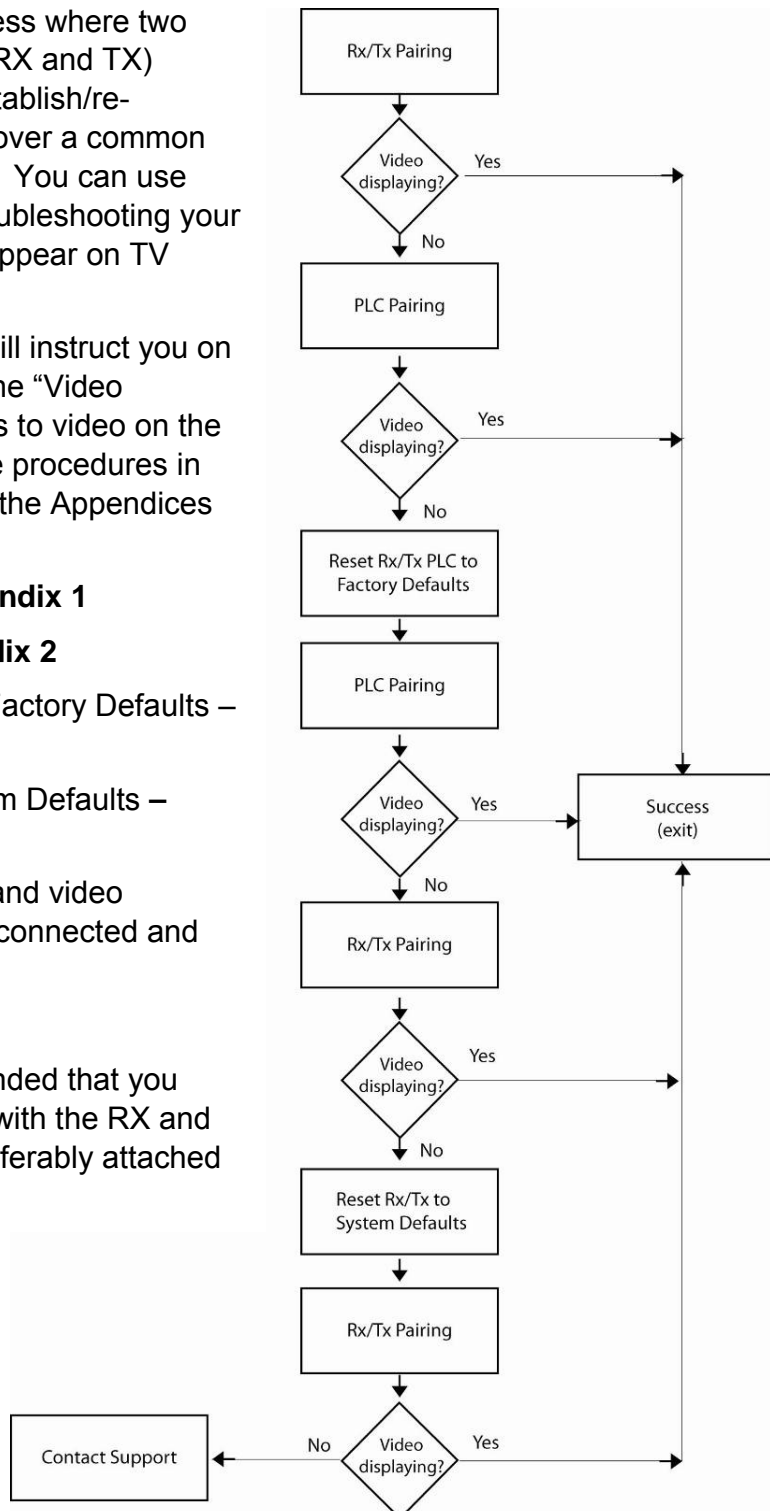 ess where two
RX and TX)
tablish/re-
over a common
You can use
oubleshooting your
appear on TV
ill instruct you on
he “Video
s to video on the
e procedures in
the Appendices
ndix 1
dix 2
Factory Defaults –
m Defaults –
and video
connected and
nded that you
with the RX and
ferably attached
Rx/Tx Pairing
Video
displaying?
Yes
No
PLC Pairing
Video
displaying?
Yes
No
Reset Rx/Tx PLC to
Factory Defaults
PLC Pairing
Video
displaying?
Yes
Success
(exit)
No
Rx/Tx Pairing
Video
displaying?
Yes
No
Reset Rx/Tx to
System Defaults
Rx/Tx Pairing
Video
displaying?
Yes
No
Contact Support